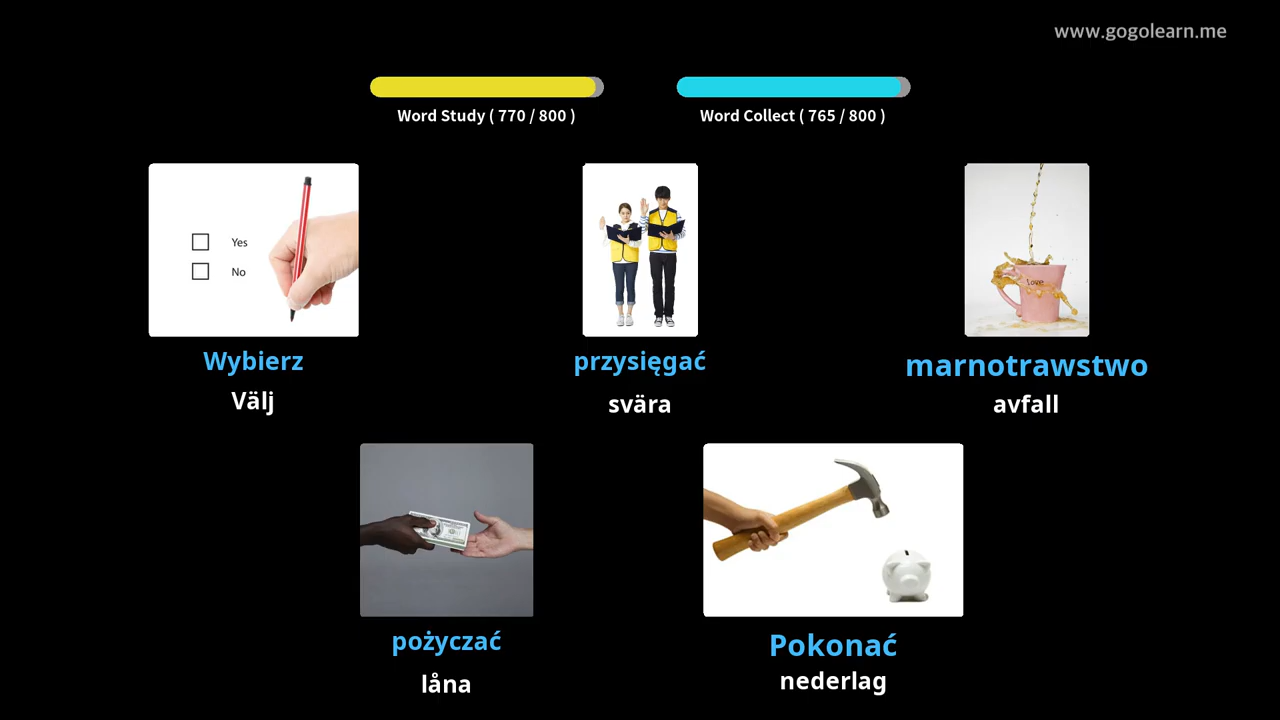 www.gogolearn.me
Word Study ( 770 / 800 )
Word Collect ( 765 / 800 )
Yes
No
Love
Wybierz
Välj
przysięgać
svära
marnotrawstwo
avfall
pożyczać
låna
Pokonać
nederlag